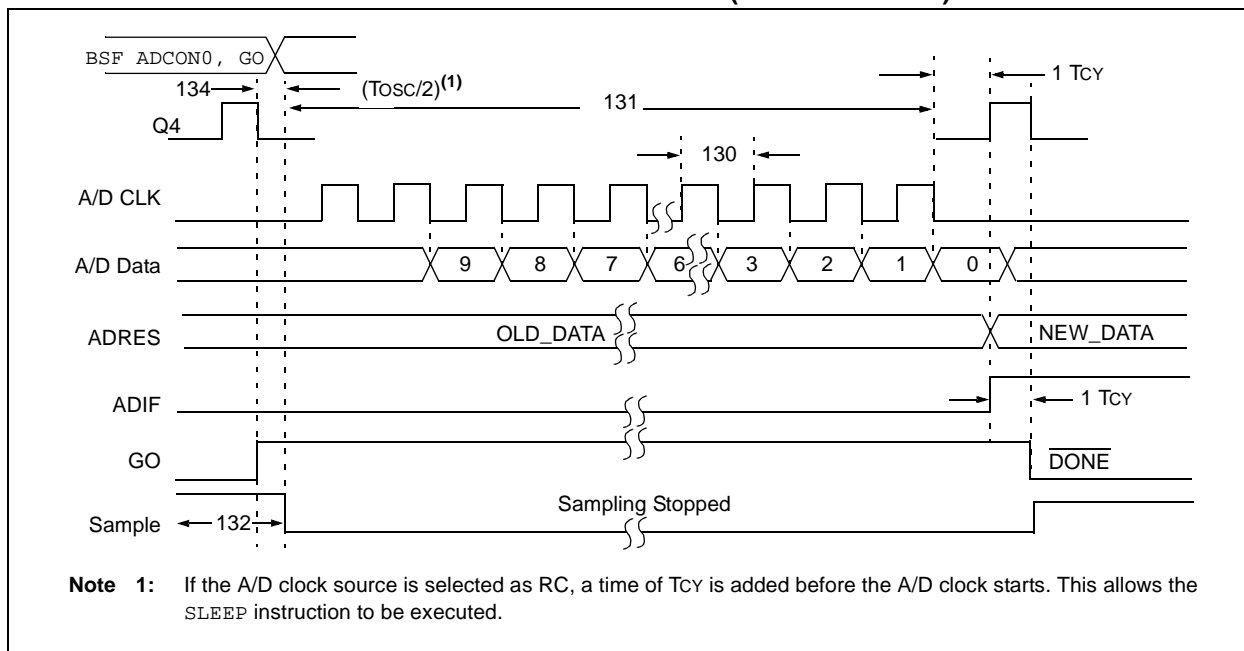 BSF ADCON0, GO
134
(TOSC/2)(1)
131
1 TCY
Q4
130
A/D CLK
A/D Data
9 8 7 6 3 2 1 0
ADRES
OLD_DATA
NEW_DATA
ADIF
1 TCY
GO
DONE
Sampling Stopped
Sample
132
Note 1: If the A/D clock source is selected as RC, a time of TCY is added before the A/D clock starts. This allows the
SLEEP instruction to be executed.